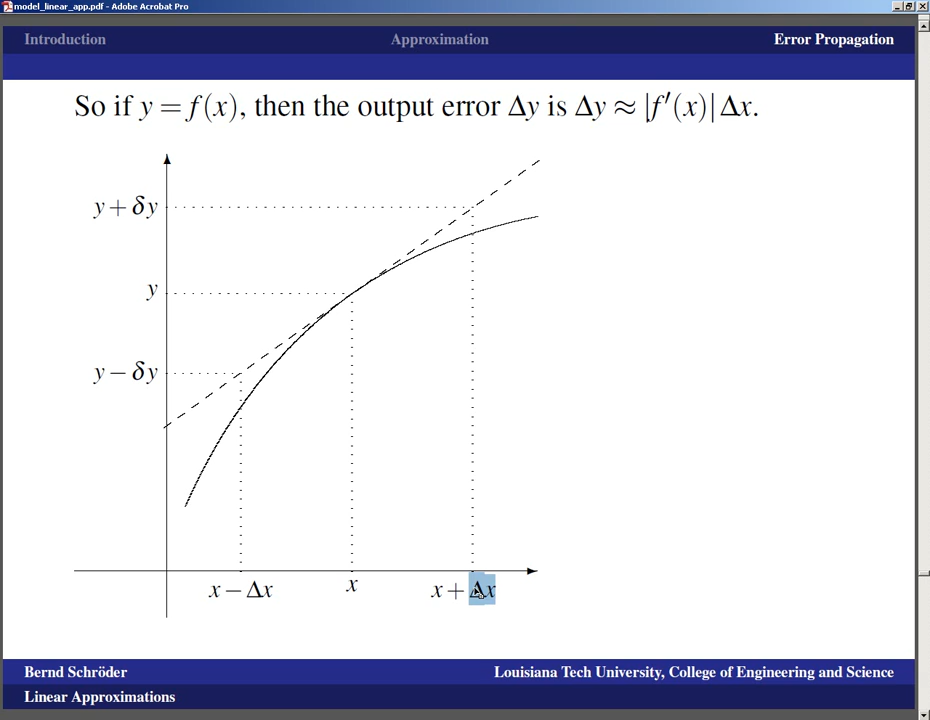 model_linear_app.pdf - Adobe Acrobat Pro
Introduction Approximation Error Propagation
So if y = f(x), then the output error Δy is Δy ≈ |f′(x)| Δx.
y + δy
y
y − δy
x − Δx x x + Δx
Bernd Schröder Louisiana Tech University, College of Engineering and Science
Linear Approximations